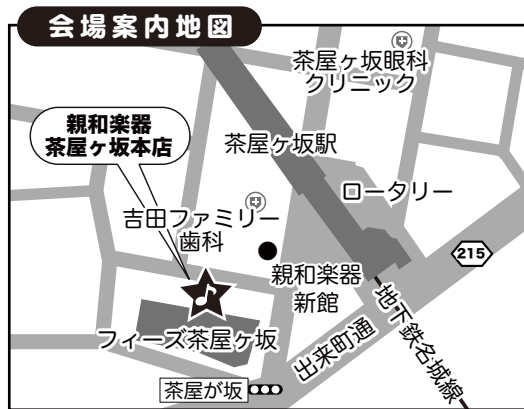 会場案内地図
茶屋ヶ坂眼科
クリニック
親和楽器
茶屋ヶ坂本店
茶屋ヶ坂駅
ロータリー
吉田ファミリー
歯科
215
親和楽器
新館
フィーズ茶屋ヶ坂
出来町通
地下鉄名城線
茶屋が坂